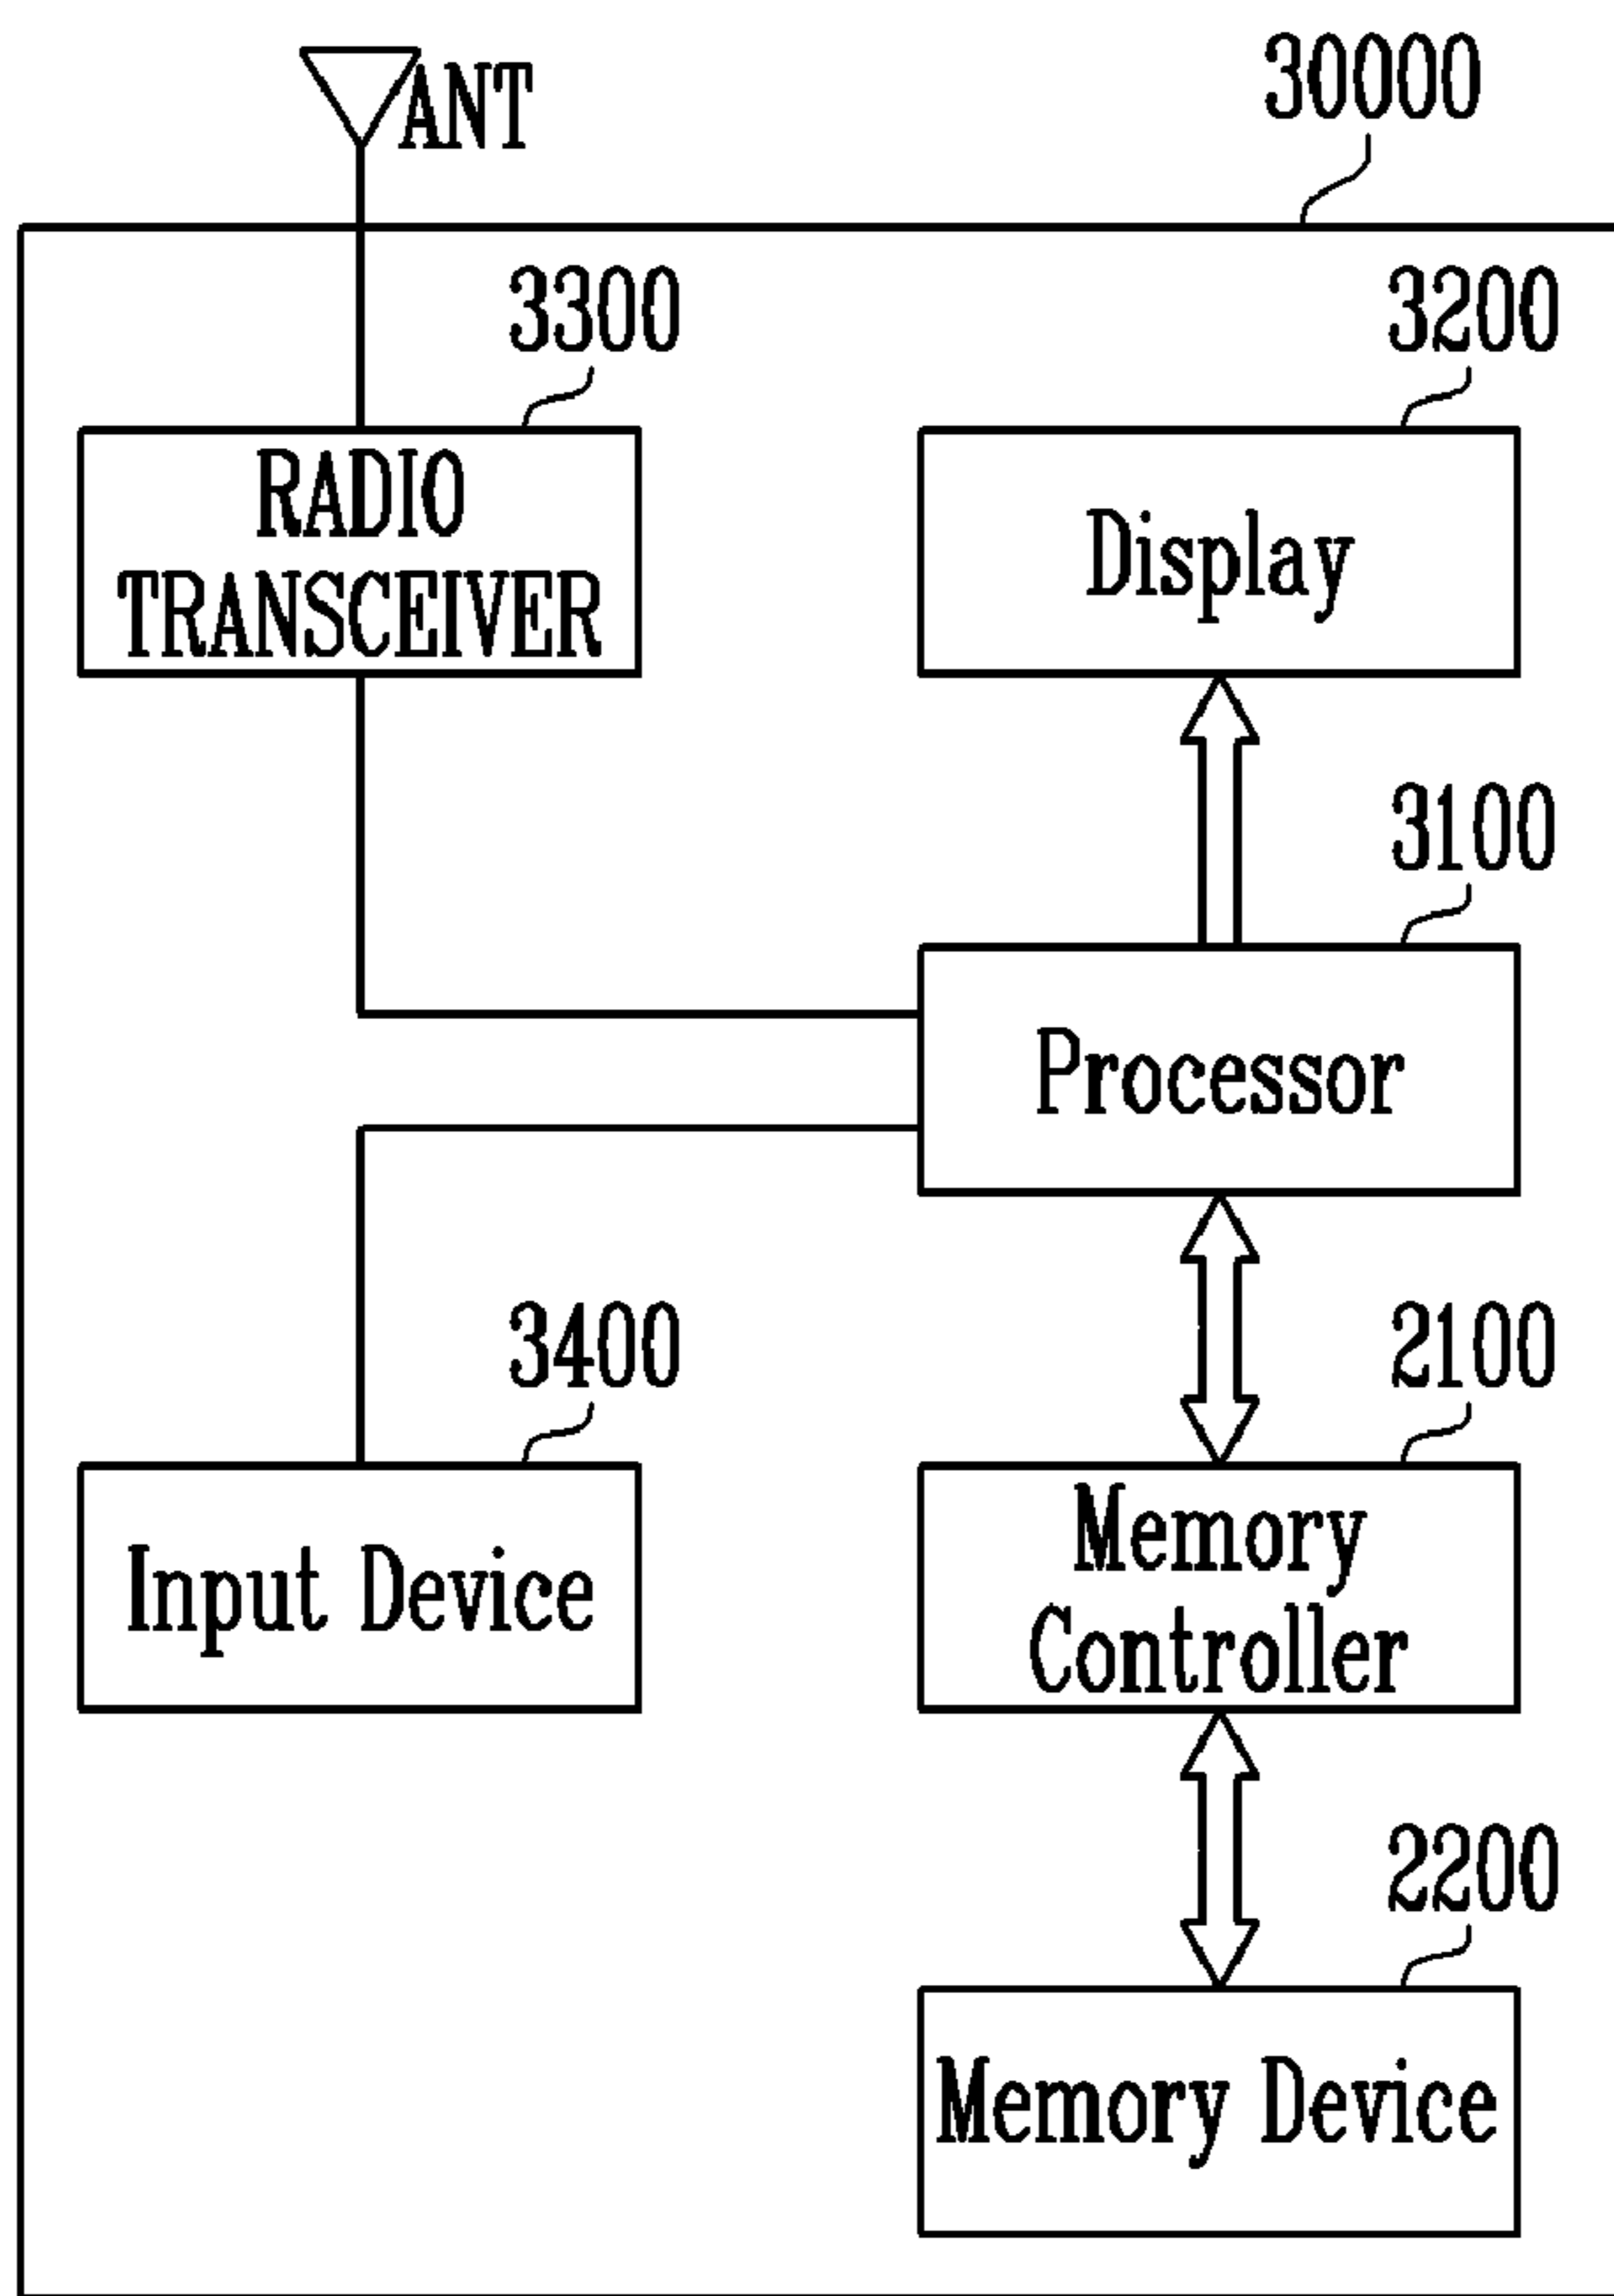 ANT
30000
3300
3200
RADIO
TRANSCEIVER
Display
3100
Processor
3400
2100
Input Device
Memory
Controller
2200
Memory Device